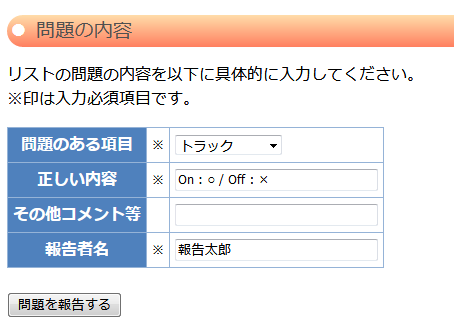 問題の内容
リストの問題の内容を以下に具体的に入力してください。
※印は入力必須項目です。
問題のある項目 ※ トラック
正しい内容 ※ On：○ / Off：×
その他コメント等
報告者名 ※ 報告太郎
問題を報告する